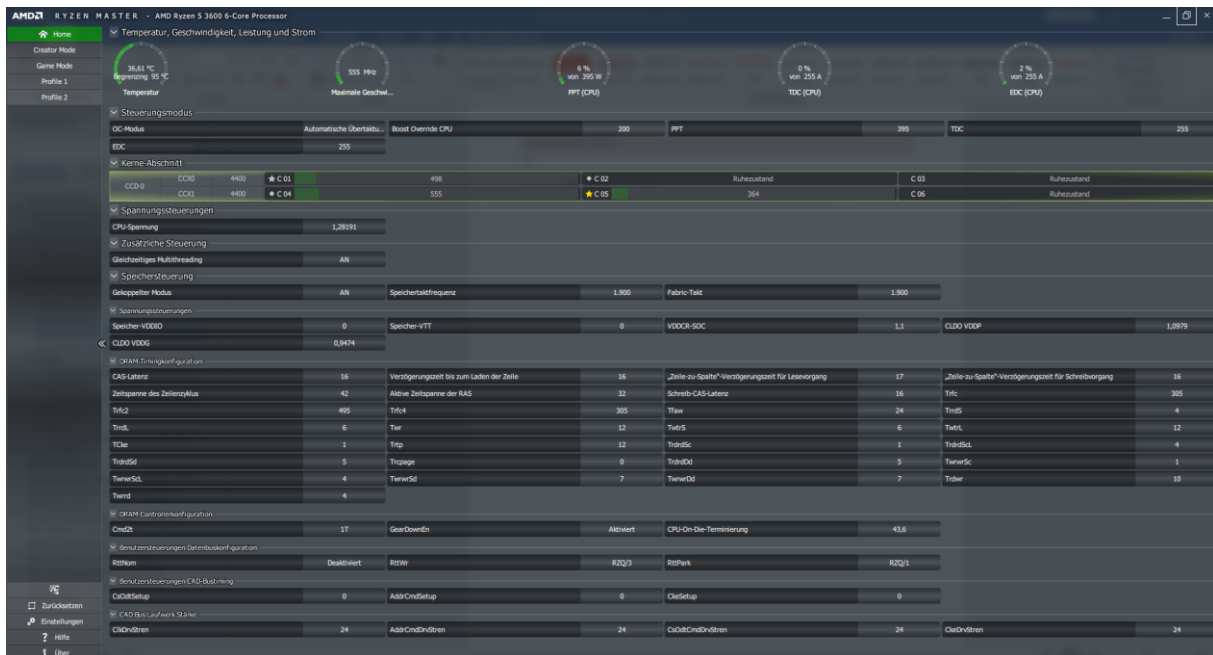 AMD RYZEN MASTER - AMD Ryzen 5 3600 6-Core Processor
Home
Creator Mode
Game Mode
Profile 1
Profile 2
Temperatur, Geschwindigkeit, Leistung und Strom
36,61 °C
Begrenzing 95 °C
Temperatur
555 MHz
Maximale Geschwi...
6 %
von 395 W
PPT (CPU)
0 %
von 255 A
TDC (CPU)
2 %
von 255 A
EDC (CPU)
Steuerungsmodus
OC-Modus Automatische Übertaktu... Boost Override CPU 200 PPT 395 TDC 255
EDC 255
Kerne-Abschnitt
CCD 0
CCX0 4400 C 01 498 C 02 Ruhezustand C 03 Ruhezustand
CCX1 4400 C 04 555 C 05 364 C 06 Ruhezustand
Spannungssteuerungen
CPU-Spannung 1,28191
Zusätzliche Steuerung
Gleichzeitiges Multithreading AN
Speichersteuerung
Gekoppelter Modus AN Speichertaktfrequenz 1.900 Fabric-Takt 1.900
Spannungssteuerungen
Speicher-VDDIO 0 Speicher-VTT 0 VDDCR-SOC 1,1 CLDO VDDP 1,0979
CLDO VDDG 0,9474
DRAM-Timingkonfiguration
CAS-Latenz 16 Verzögerungszeit bis zum Laden der Zeile 16 „Zeile-zu-Spalte"-Verzögerungszeit für Lesevorgang 17 „Zeile-zu-Spalte"-Verzögerungszeit für Schreibvorgang 16
Zeitspanne des Zeilenzyklus 42 Aktive Zeitspanne der RAS 32 Schreib-CAS-Latenz 16 Trfc 305
Trfc2 495 Trfc4 305 Tfaw 24 TrrdS 4
TrrdL 6 Twr 12 TwtrS 6 TwtrL 12
TCke 1 Trtp 12 TrdrdSc 1 TrdrdScL 4
TrdrdSd 5 Trcpage 0 TrdrdDd 5 TwrwrSc 1
TwrwrScL 4 TwrwrSd 7 TwrwrDd 7 Trdwr 10
Twrrd 4
DRAM-Controllerkonfiguration
Cmd2t 1T GearDownEn Aktiviert CPU-On-Die-Terminierung 43,6
Benutzersteuerungen Datenbuskonfiguration
RttNom Deaktiviert RttWr RZQ/3 RttPark RZQ/1
Benutzersteuerungen CAD-Bustiming
CsOdtSetup 0 AddrCmdSetup 0 CkeSetup 0
CAD Bus Laufwerk Stärke
ClkDrvStren 24 AddrCmdDrvStren 24 CsOdtCmdDrvStren 24 CkeDrvStren 24
Zurücksetzen
Einstellungen
? Hilfe
Über